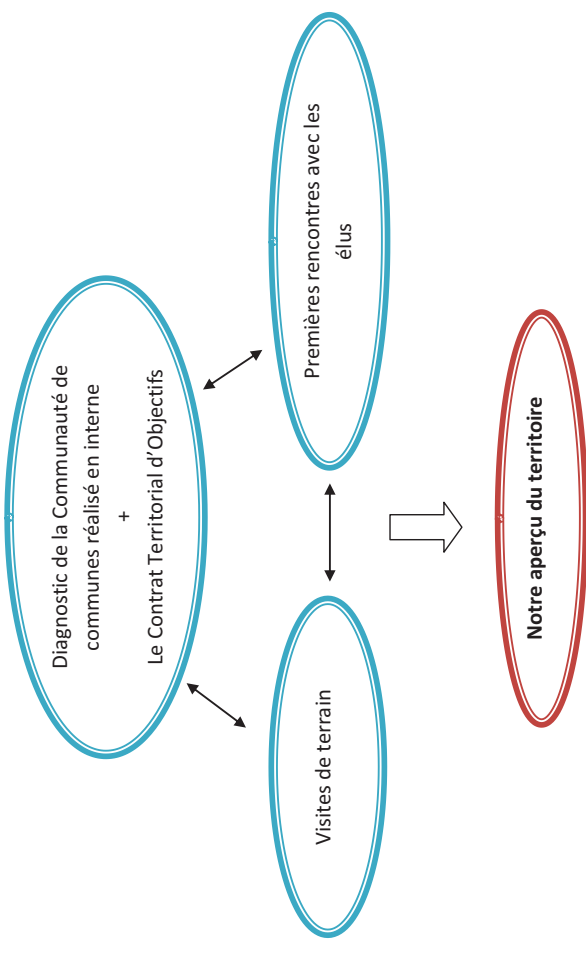 Diagnostic de la Communauté de
communes réalisé en interne
+
Le Contrat Territorial d’Objectifs
Visites de terrain
Premières rencontres avec les
élus
Notre aperçu du territoire